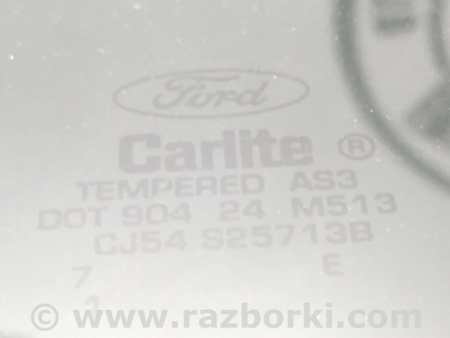 Ford
Carlite ®
TEMPERED AS3
DOT 904 24 M513
CJ54 S25713B
7 E
1
© www.razborki.com